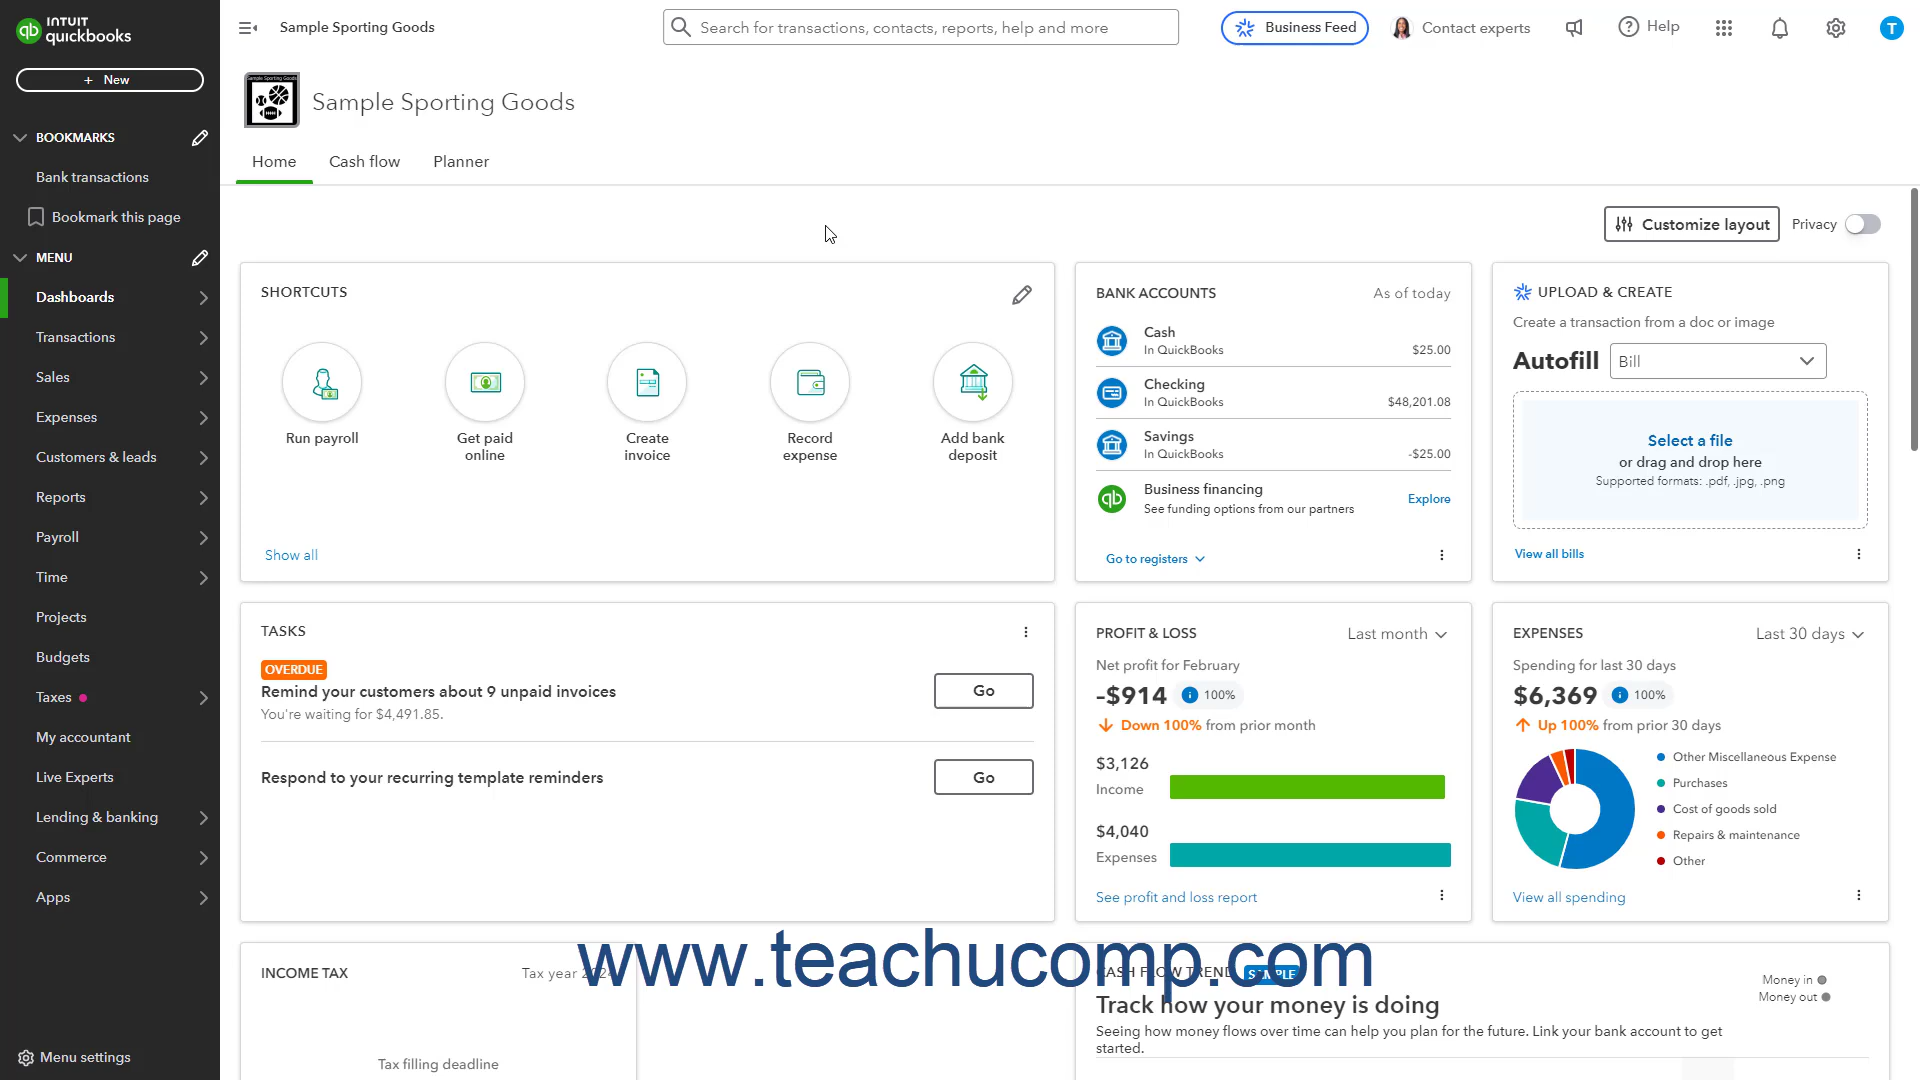 INTUIT
quickbooks
Sample Sporting Goods
Search for transactions, contacts, reports, help and more
Business Feed
Contact experts
Help
T
+ New
BOOKMARKS
Bank transactions
Bookmark this page
MENU
Dashboards
Transactions
Sales
Expenses
Customers & leads
Reports
Payroll
Time
Projects
Budgets
Taxes
My accountant
Live Experts
Lending & banking
Commerce
Apps
Menu settings
Sample Sporting Goods
Sample Sporting Goods
Home Cash flow Planner
Customize layout Privacy
SHORTCUTS
Run payroll
Get paid
online
Create
invoice
Record
expense
Add bank
deposit
Show all
BANK ACCOUNTS As of today
Cash
In QuickBooks $25.00
Checking
In QuickBooks $48,201.08
Savings
In QuickBooks -$25.00
qb
Business financing
See funding options from our partners
Explore
Go to registers
UPLOAD & CREATE
Create a transaction from a doc or image
Autofill Bill
Select a file
or drag and drop here
Supported formats: .pdf, .jpg, .png
View all bills
TASKS
OVERDUE
Remind your customers about 9 unpaid invoices
You're waiting for $4,491.85.
Go
Respond to your recurring template reminders
Go
PROFIT & LOSS Last month
Net profit for February
-$914 100%
Down 100% from prior month
$3,126
Income
$4,040
Expenses
See profit and loss report
EXPENSES Last 30 days
Spending for last 30 days
$6,369 100%
Up 100% from prior 30 days
Other Miscellaneous Expense
Purchases
Cost of goods sold
Repairs & maintenance
Other
View all spending
INCOME TAX Tax year 2024
Tax filling deadline
www.teachucomp.com
CASH FLOW TREND SAMPLE
Track how your money is doing
Seeing how money flows over time can help you plan for the future. Link your bank account to get
started.
Money in
Money out